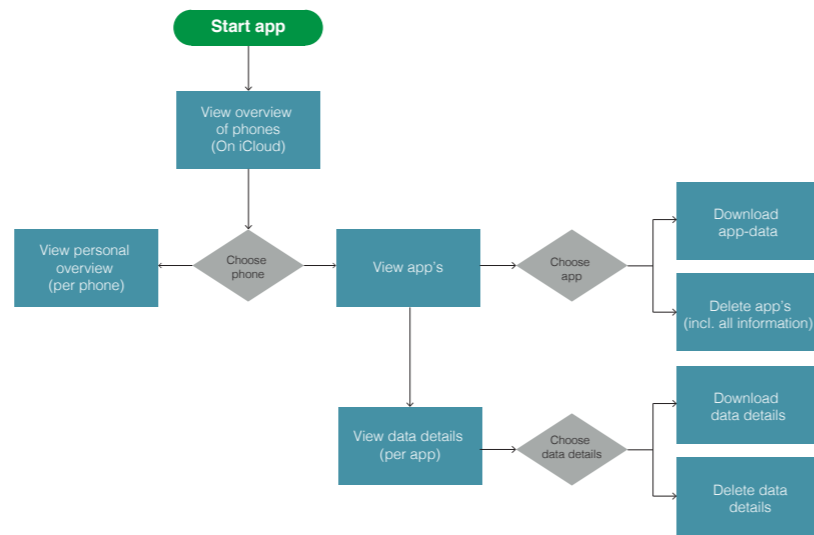 Start app
View overview
of phones
(On iCloud)
View personal
overview
(per phone)
Choose
phone
View app's
Choose
app
Download
app-data
Delete app's
(incl. all information)
View data details
(per app)
Choose
data details
Download
data details
Delete data
details